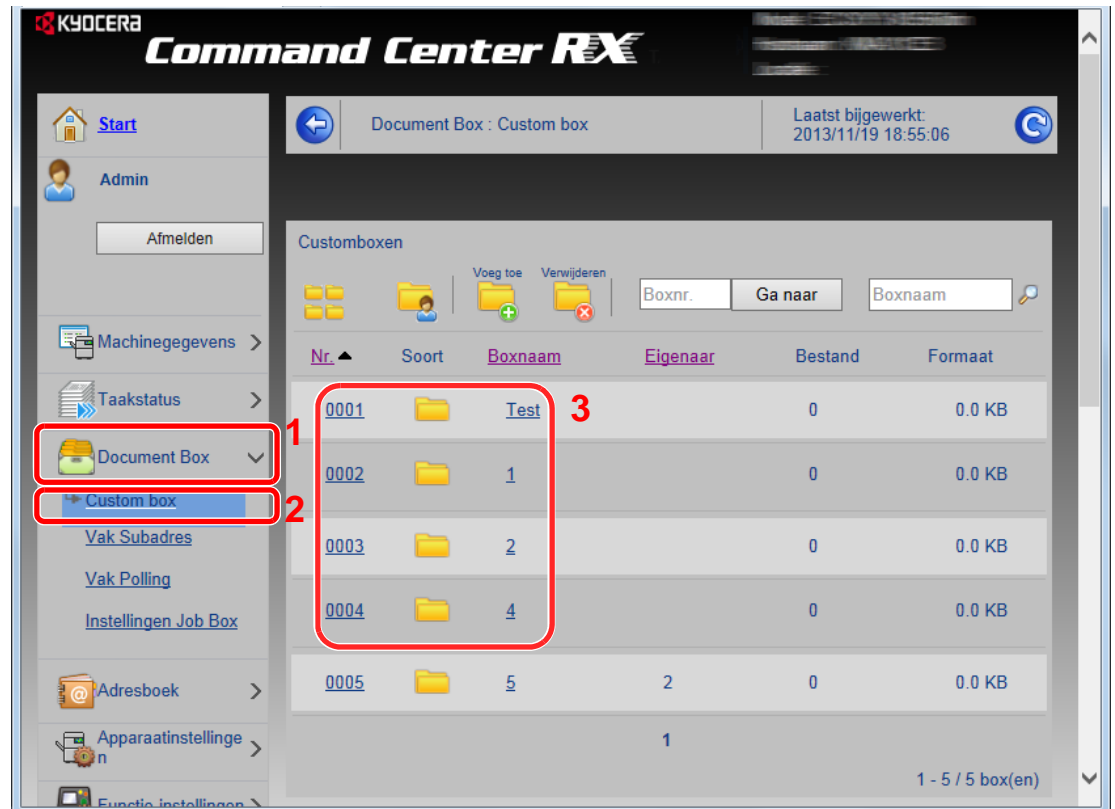 KYOCERA
Command Center RX
Start
Document Box : Custom box
Laatst bijgewerkt:
2013/11/19 18:55:06
Admin
Afmelden
Customboxen
Voeg toe Verwijderen
Boxnr. Ga naar Boxnaam
Machinegegevens
Nr. Soort Boxnaam Eigenaar Bestand Formaat
Taakstatus
0001 Test 3 0 0.0 KB
1
Document Box
0002 1 0 0.0 KB
Custom box 2
Vak Subadres
0003 2 0 0.0 KB
Vak Polling
0004 4 0 0.0 KB
Instellingen Job Box
Adresboek
0005 5 2 0 0.0 KB
Apparaatinstellinge
n
1
1 - 5 / 5 box(en)
Functie-instellingen